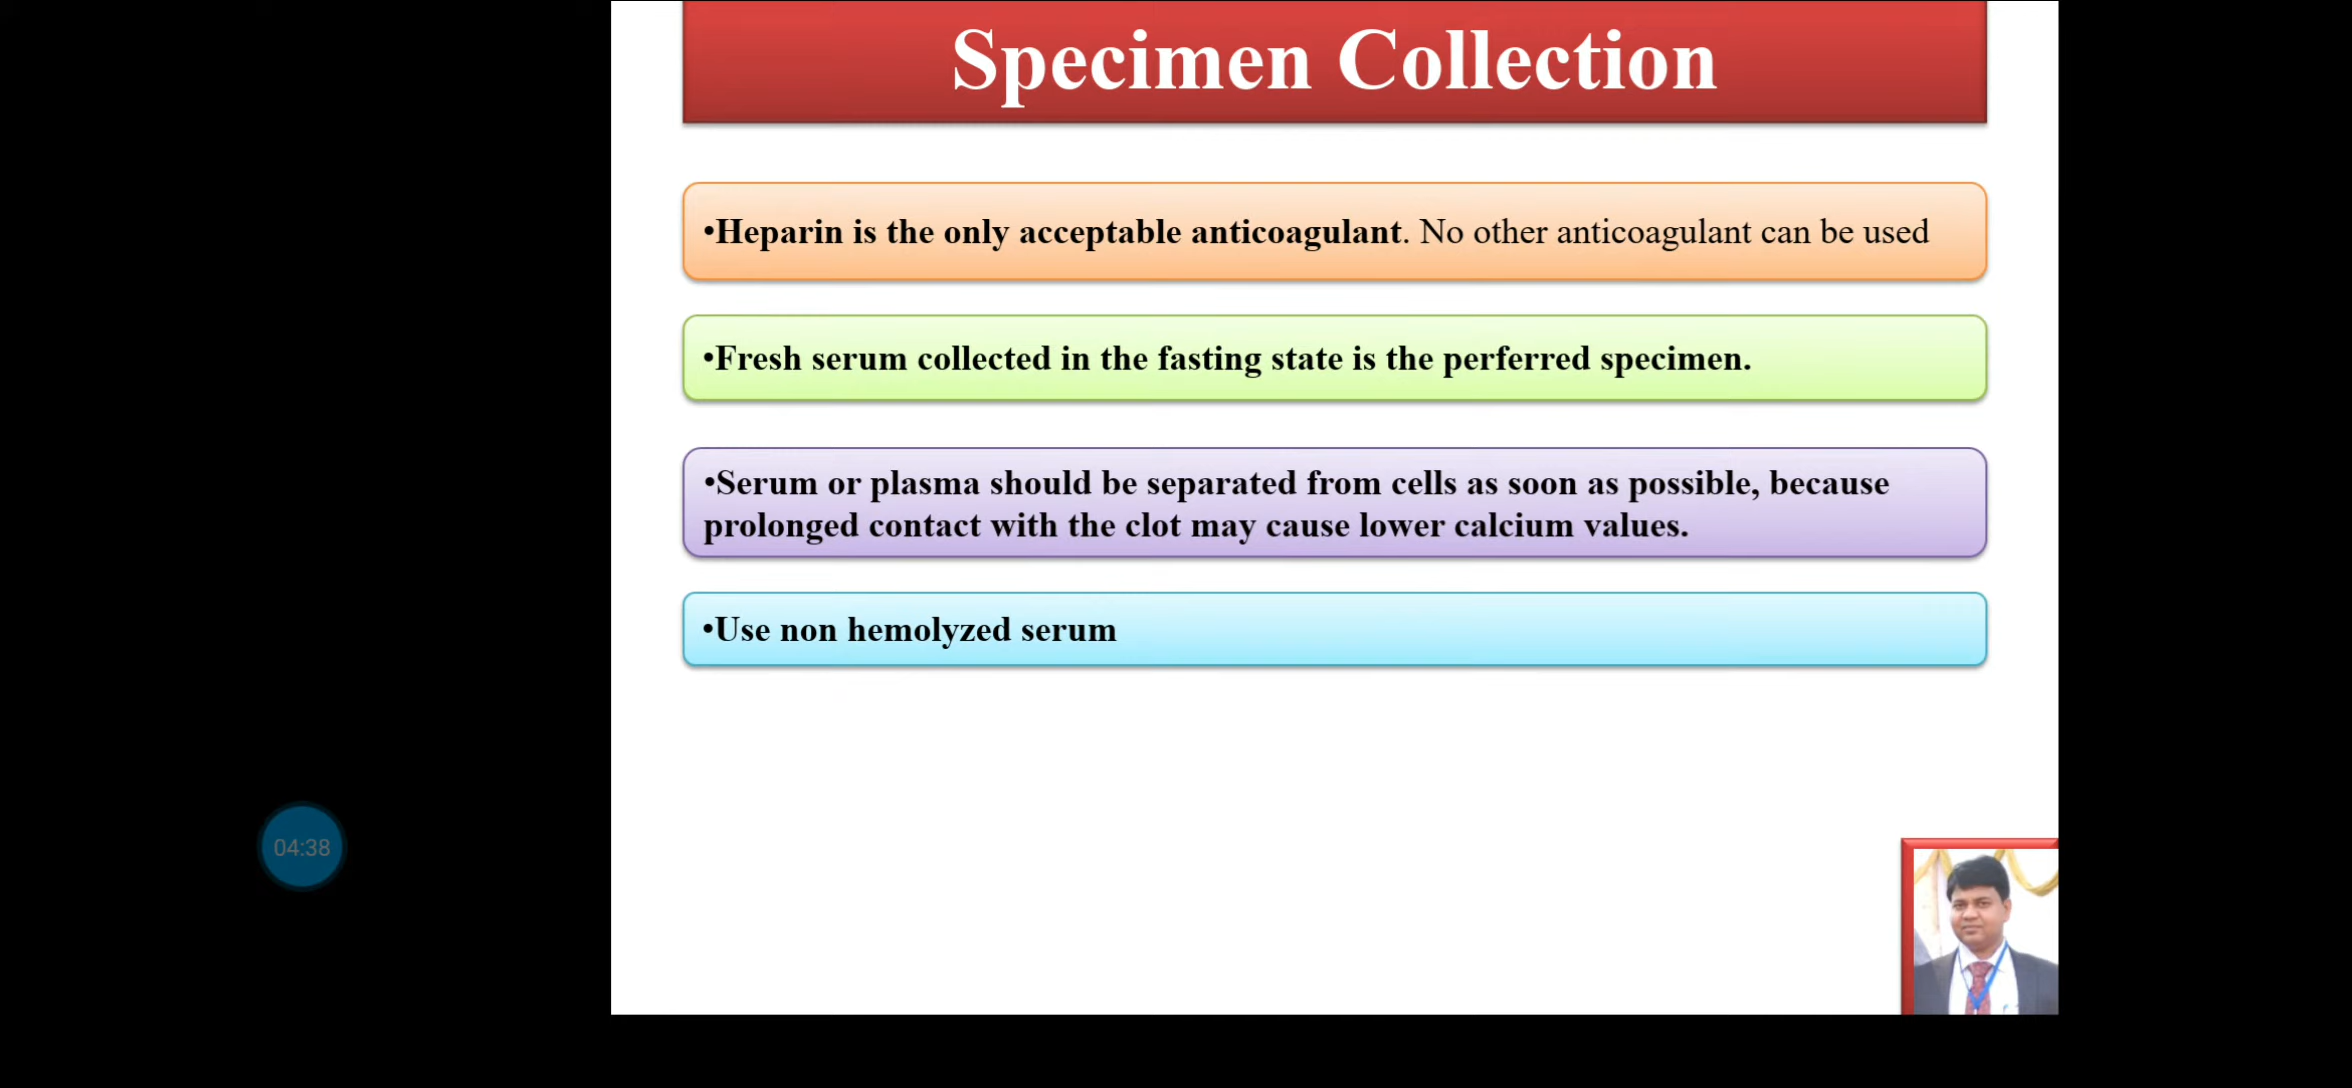 Specimen Collection
•Heparin is the only acceptable anticoagulant. No other anticoagulant can be used
•Fresh serum collected in the fasting state is the perferred specimen.
•Serum or plasma should be separated from cells as soon as possible, because
prolonged contact with the clot may cause lower calcium values.
•Use non hemolyzed serum
04:38